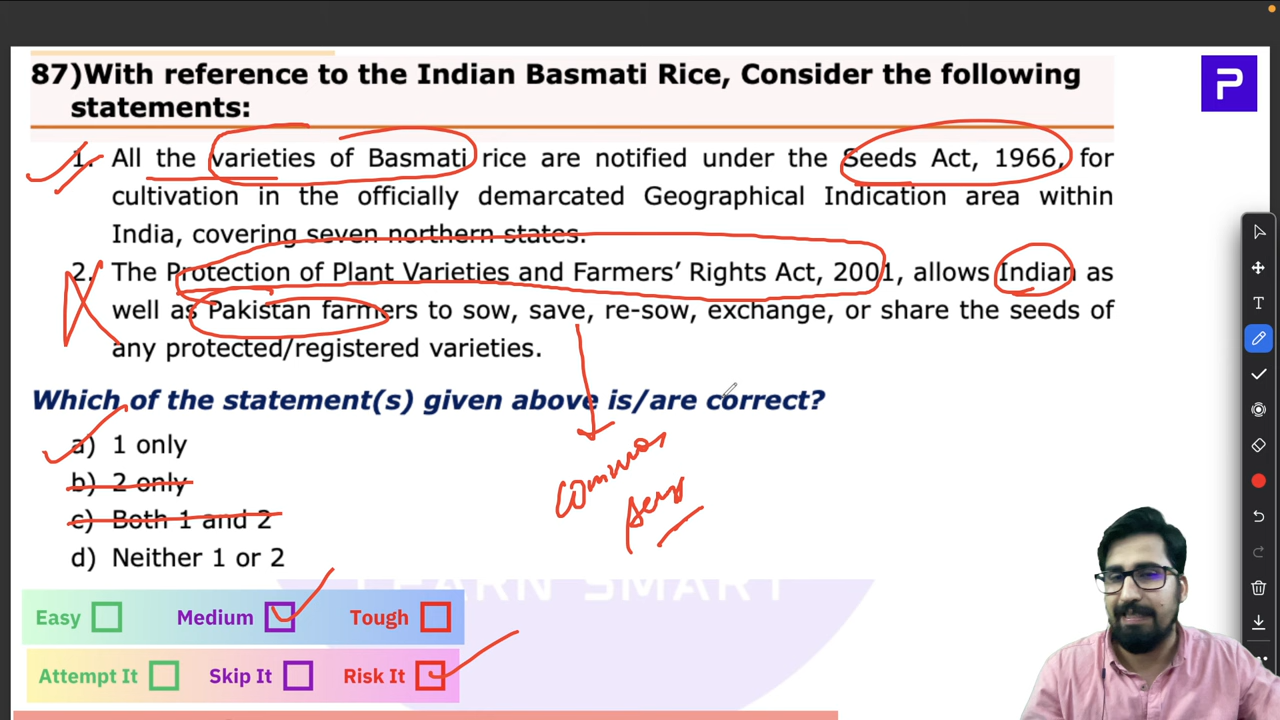 87)With reference to the Indian Basmati Rice, Consider the following
statements:
P
1. All the varieties of Basmati rice are notified under the Seeds Act, 1966, for
cultivation in the officially demarcated Geographical Indication area within
India, covering seven northern states.
2. The Protection of Plant Varieties and Farmers' Rights Act, 2001, allows Indian as
well as Pakistan farmers to sow, save, re-sow, exchange, or share the seeds of
any protected/registered varieties.
T
Which of the statement(s) given above is/are correct?
a) 1 only
b) 2 only
c) Both 1 and 2
d) Neither 1 or 2
common
LEARN SMART
Easy Medium Tough
Attempt It Skip It Risk It